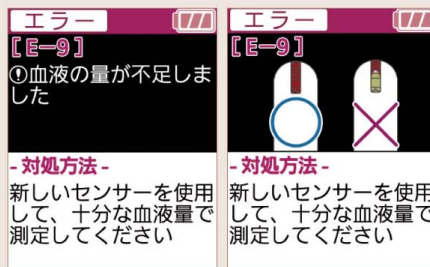 エラー
[E-9]
!血液の量が不足しま
した
- 対処方法 -
新しいセンサーを使用
して、十分な血液量で
測定してください
エラー
[E-9]
- 対処方法 -
新しいセンサーを使用
して、十分な血液量で
測定してください